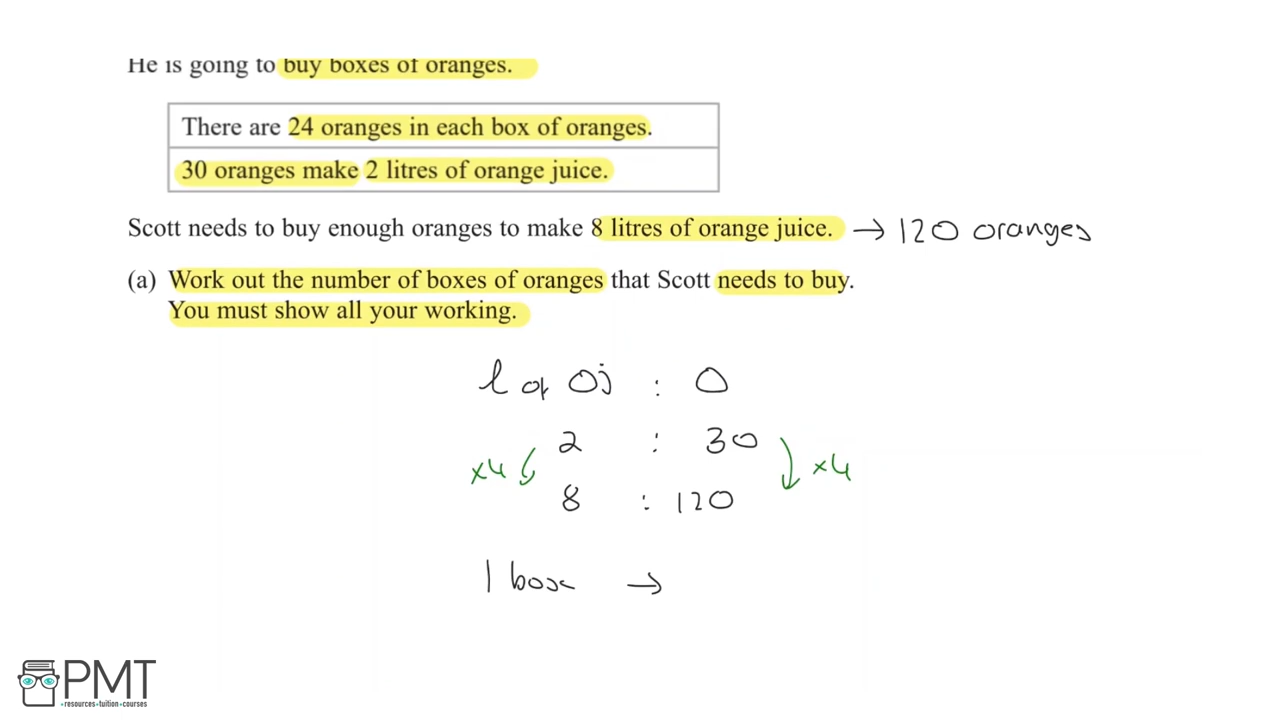 He is going to buy boxes of oranges.
There are 24 oranges in each box of oranges.
30 oranges make 2 litres of orange juice.
Scott needs to buy enough oranges to make 8 litres of orange juice. → 120 oranges
(a) Work out the number of boxes of oranges that Scott needs to buy.
You must show all your working.
l of OJ : O
2 : 30
x4 x4
8 : 120
1 box →
PMT
•resources•tuition•courses